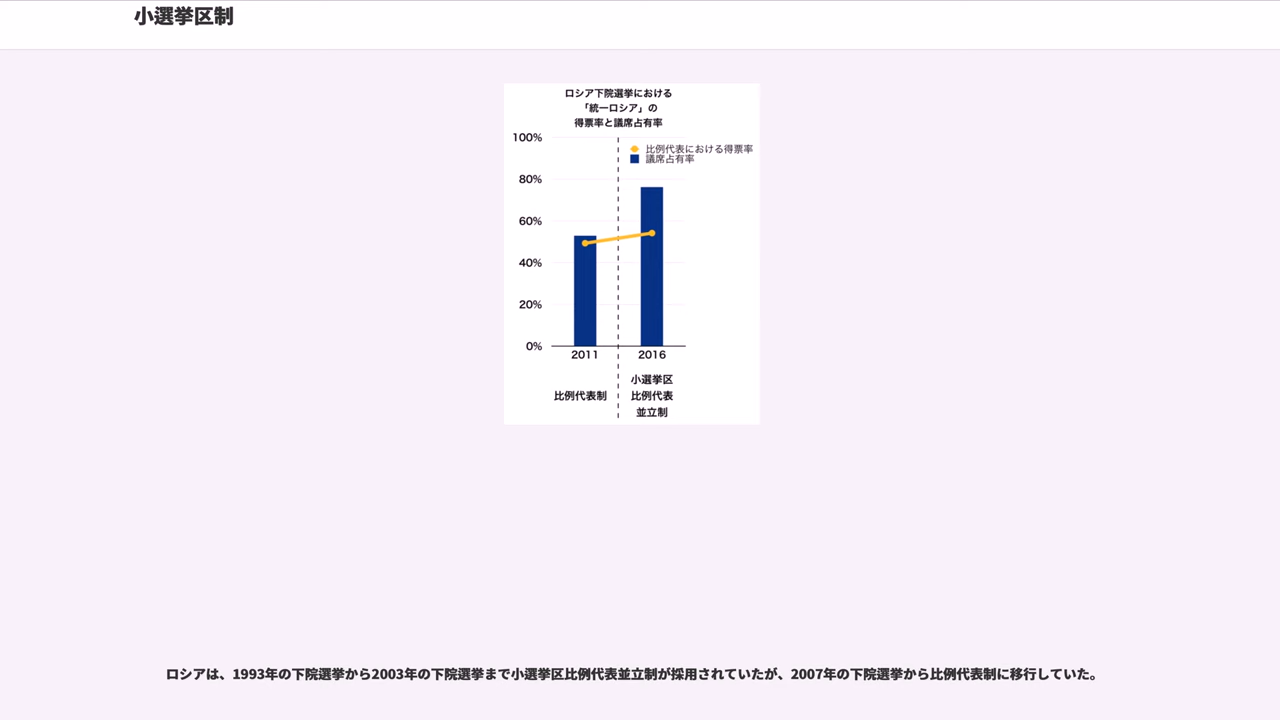 小選挙区制
ロシア下院選挙における
「統一ロシア」の
得票率と議席占有率
100%
比例代表における得票率
議席占有率
80%
60%
40%
20%
0%
2011
2016
比例代表制
小選挙区
比例代表
並立制
ロシアは、1993年の下院選挙から2003年の下院選挙まで小選挙区比例代表並立制が採用されていたが、2007年の下院選挙から比例代表制に移行していた。